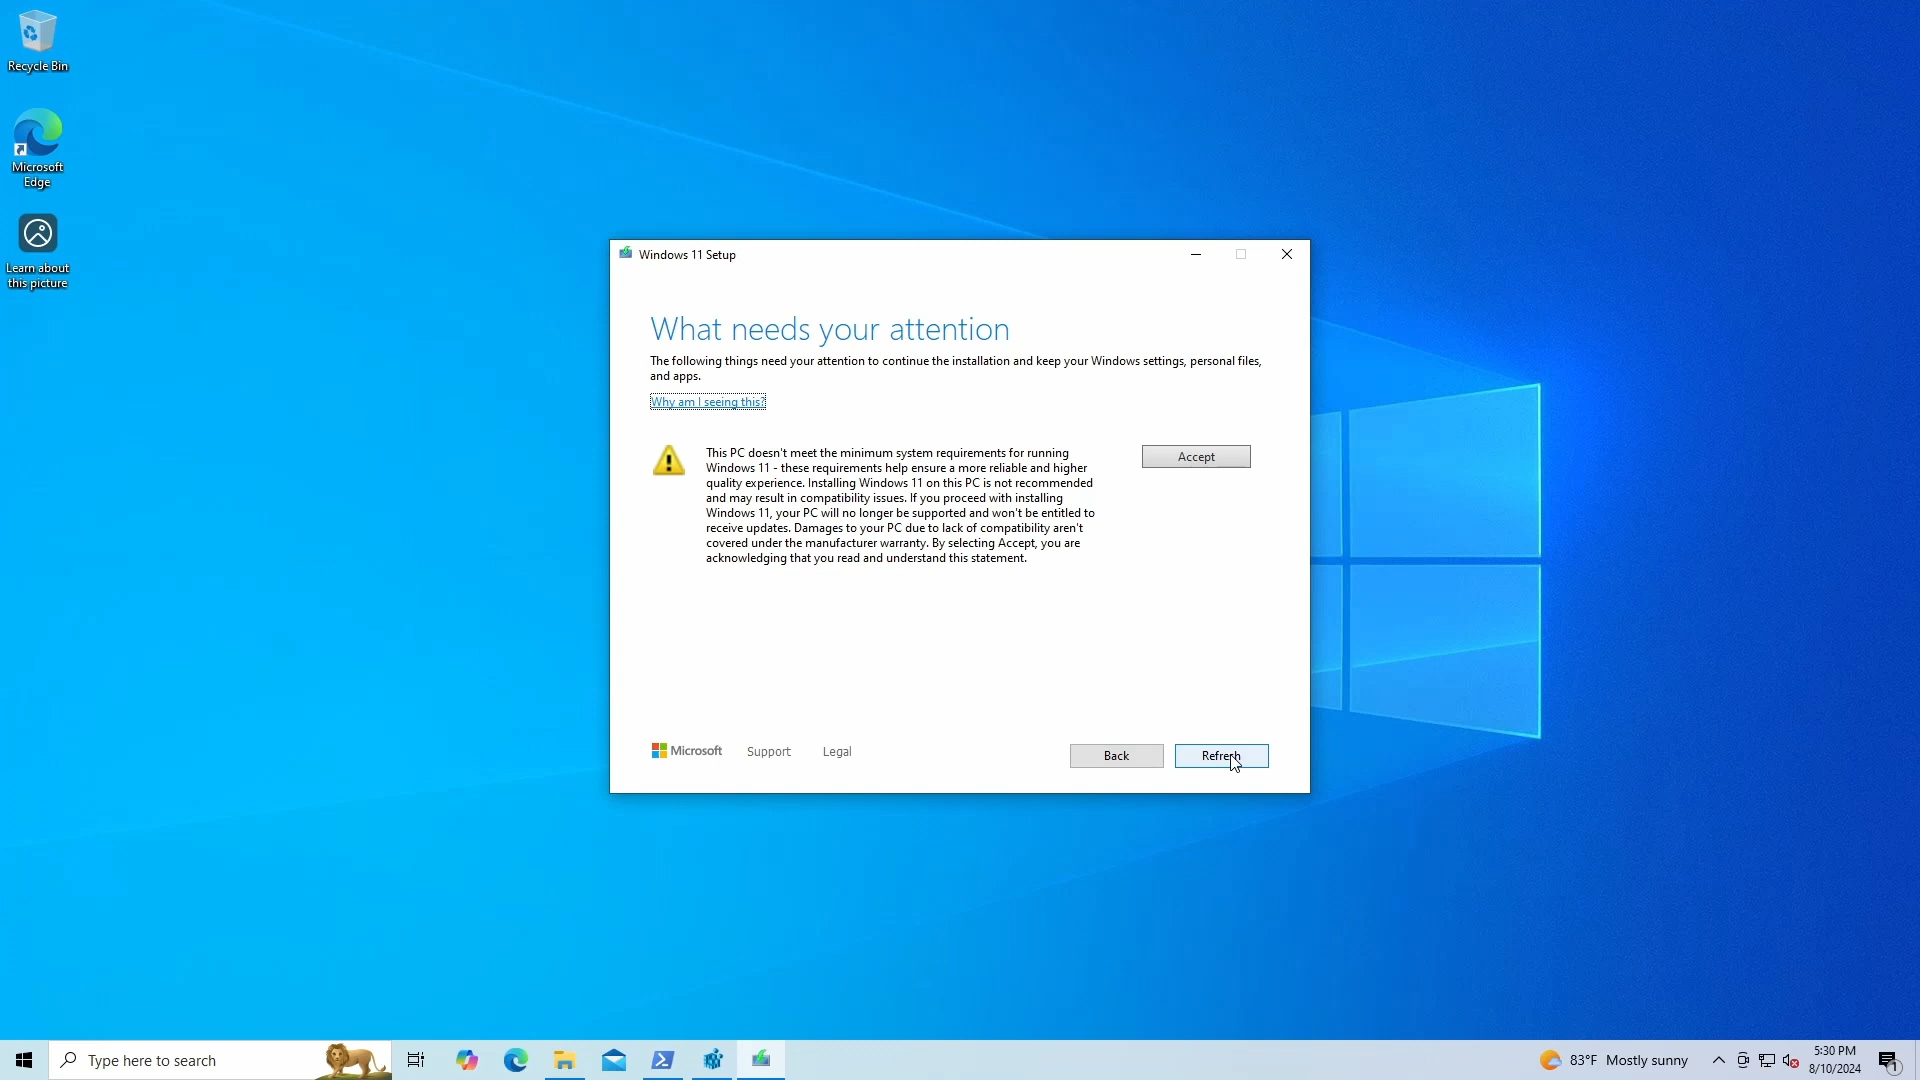 Recycle Bin
Microsoft
Edge
Learn about
this picture
Windows 11 Setup
What needs your attention
The following things need your attention to continue the installation and keep your Windows settings, personal files,
and apps.
Why am I seeing this?
This PC doesn't meet the minimum system requirements for running
Windows 11 - these requirements help ensure a more reliable and higher
quality experience. Installing Windows 11 on this PC is not recommended
and may result in compatibility issues. If you proceed with installing
Windows 11, your PC will no longer be supported and won't be entitled to
receive updates. Damages to your PC due to lack of compatibility aren't
covered under the manufacturer warranty. By selecting Accept, you are
acknowledging that you read and understand this statement.
Accept
Microsoft
Support
Legal
Back
Refresh
Type here to search
83°F Mostly sunny
5:30 PM
8/10/2024
1